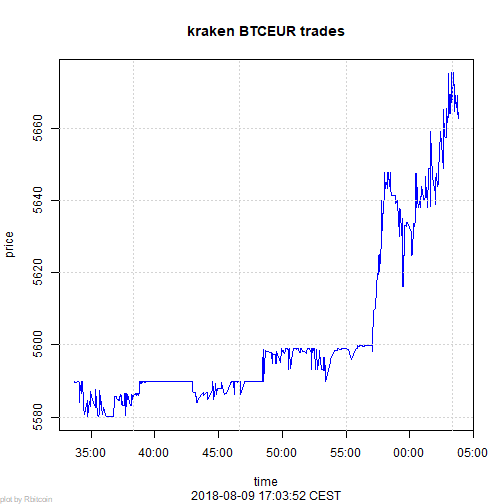 kraken BTCEUR trades
price
5660
5640
5620
5600
5580
35:00 40:00 45:00 50:00 55:00 00:00 05:00
time
2018-08-09 17:03:52 CEST
plot by Rbitcoin